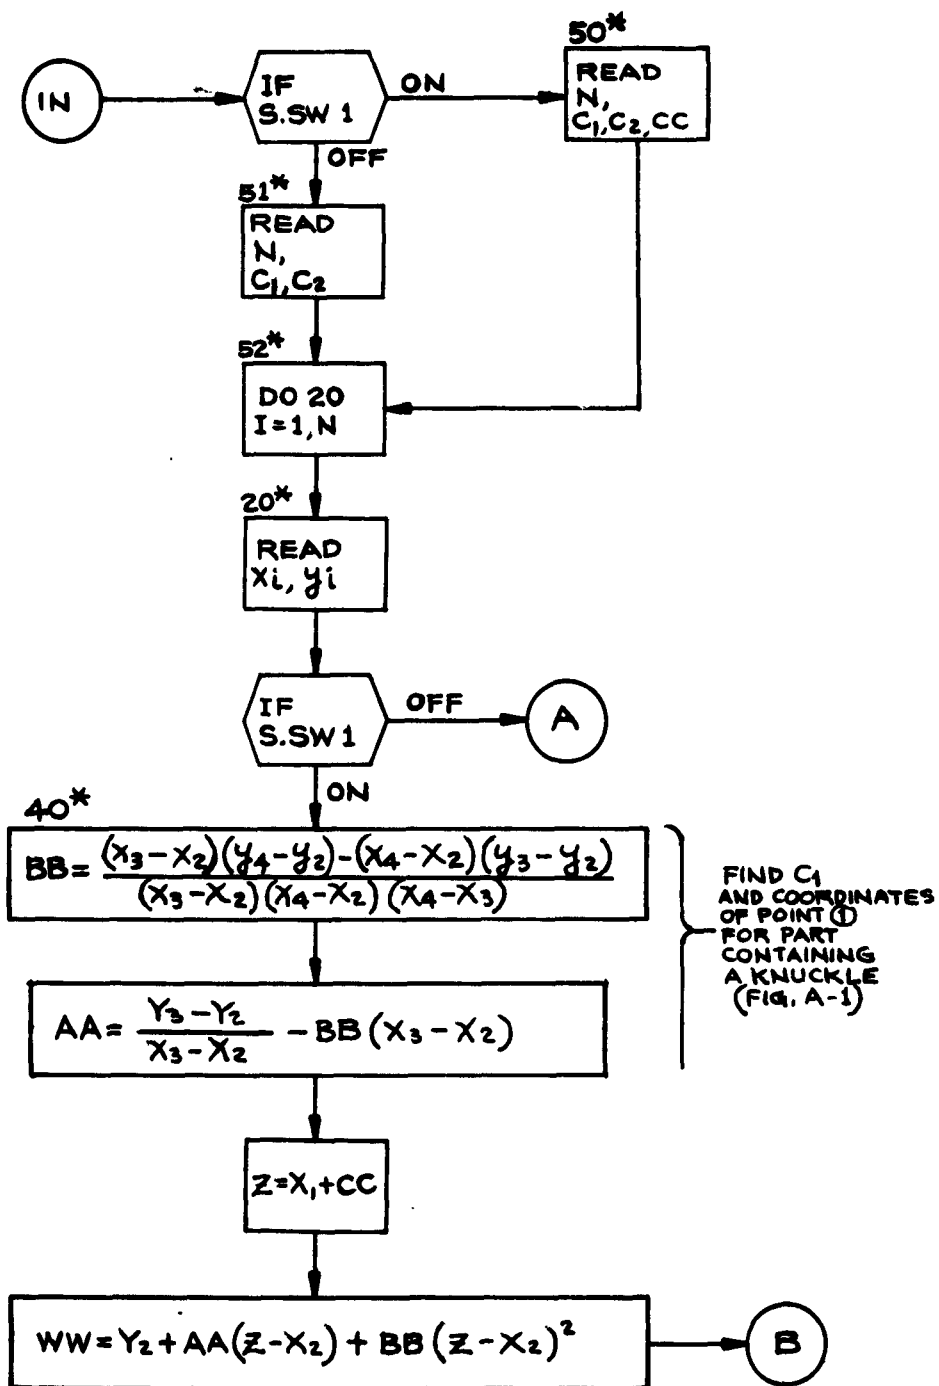 IN
IF
S.SW 1
ON
50*
READ
N,
C₁, C₂, CC
OFF
51*
READ
N,
C₁, C₂
52*
DO 20
I = 1, N
20*
READ
Xi, yi
IF
S.SW 1
OFF
A
ON
40*
BB = (X₃ - X₂)(y₄ - y₂) - (X₄ - X₂)(y₃ - y₂) / (X₃ - X₂)(X₄ - X₂)(X₄ - X₃)
FIND C₁
AND COORDINATES
OF POINT ①
FOR PART
CONTAINING
A KNUCKLE
(FIG. A-1)
AA = Y₃ - Y₂ / X₃ - X₂ - BB (X₃ - X₂)
Z = X₁ + CC
WW = Y₂ + AA(Z - X₂) + BB (Z - X₂)²
B